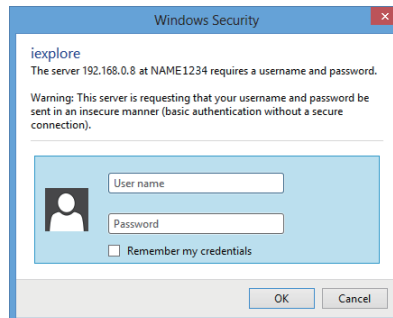 Windows Security
iexplore
The server 192.168.0.8 at NAME1234 requires a username and password.
Warning: This server is requesting that your username and password be
sent in an insecure manner (basic authentication without a secure
connection).
User name
Password
Remember my credentials
OK Cancel